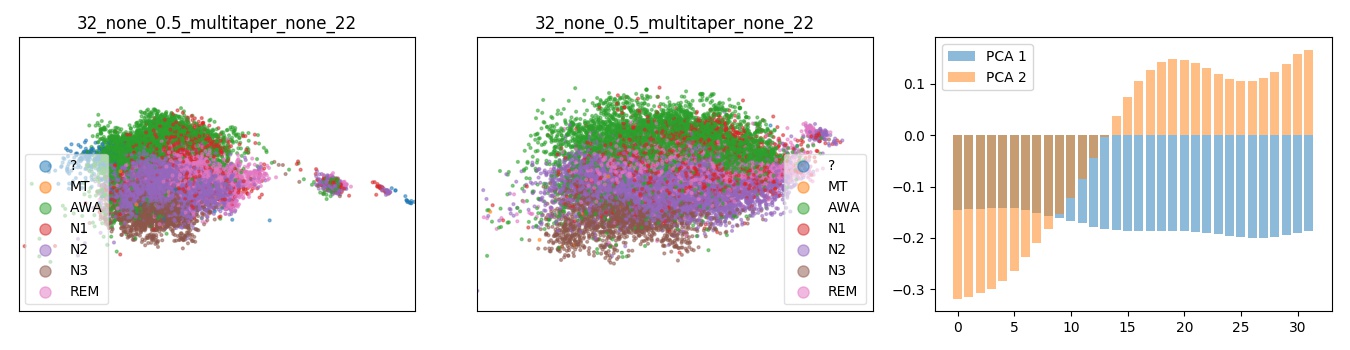 32_none_0.5_multitaper_none_22
?
MT
AWA
N1
N2
N3
REM
32_none_0.5_multitaper_none_22
?
MT
AWA
N1
N2
N3
REM
PCA 1
PCA 2
0.1
0.0
−0.1
−0.2
−0.3
0 5 10 15 20 25 30